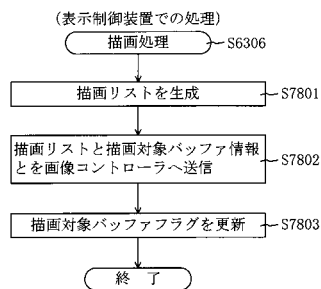 (表示制御装置での処理)
描画処理
S6306
描画リストを生成
S7801
描画リストと描画対象バッファ情報
とを画像コントローラへ送信
S7802
描画対象バッファフラグを更新
S7803
終 了